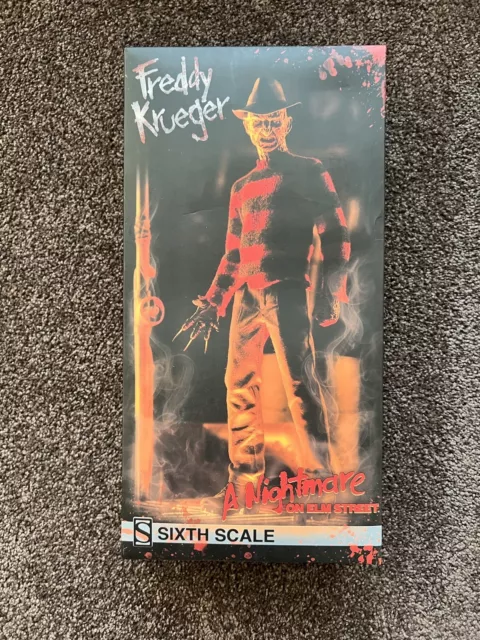 Freddy
Krueger
A Nightmare
ON ELM STREET
S SIXTH SCALE